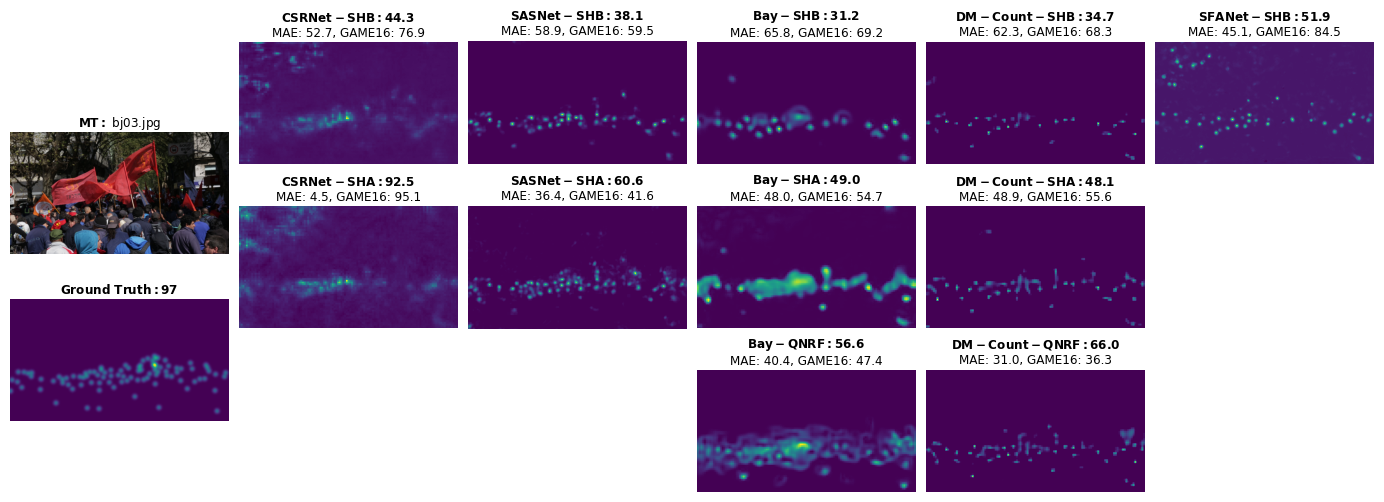 MT: bj03.jpg
Ground Truth: 97
CSRNet-SHB: 44.3
MAE: 52.7, GAME16: 76.9
SASNet-SHB: 38.1
MAE: 58.9, GAME16: 59.5
Bay-SHB: 31.2
MAE: 65.8, GAME16: 69.2
DM-Count-SHB: 34.7
MAE: 62.3, GAME16: 68.3
SFANet-SHB: 51.9
MAE: 45.1, GAME16: 84.5
CSRNet-SHA: 92.5
MAE: 4.5, GAME16: 95.1
SASNet-SHA: 60.6
MAE: 36.4, GAME16: 41.6
Bay-SHA: 49.0
MAE: 48.0, GAME16: 54.7
DM-Count-SHA: 48.1
MAE: 48.9, GAME16: 55.6
Bay-QNRF: 56.6
MAE: 40.4, GAME16: 47.4
DM-Count-QNRF: 66.0
MAE: 31.0, GAME16: 36.3